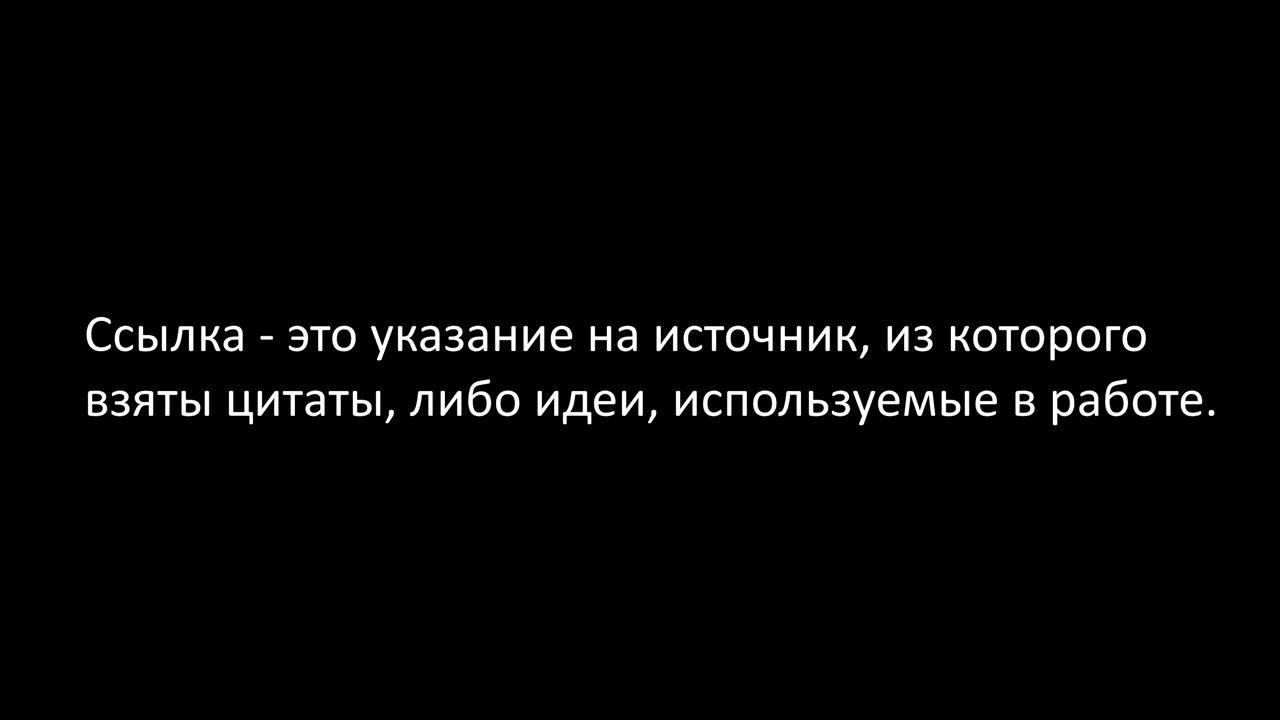 Ссылка - это указание на источник, из которого
взяты цитаты, либо идеи, используемые в работе.